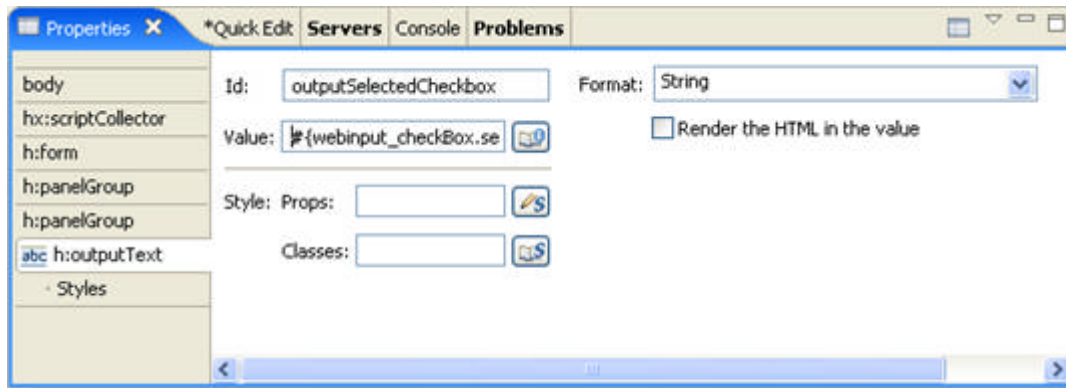 Properties *Quick Edit Servers Console Problems
body
hx:scriptCollector
h:form
h:panelGroup
h:panelGroup
abc h:outputText
Styles
Id: outputSelectedCheckbox
Value: #{webinput_checkBox.se
Style: Props:
Classes:
Format: String
Render the HTML in the value